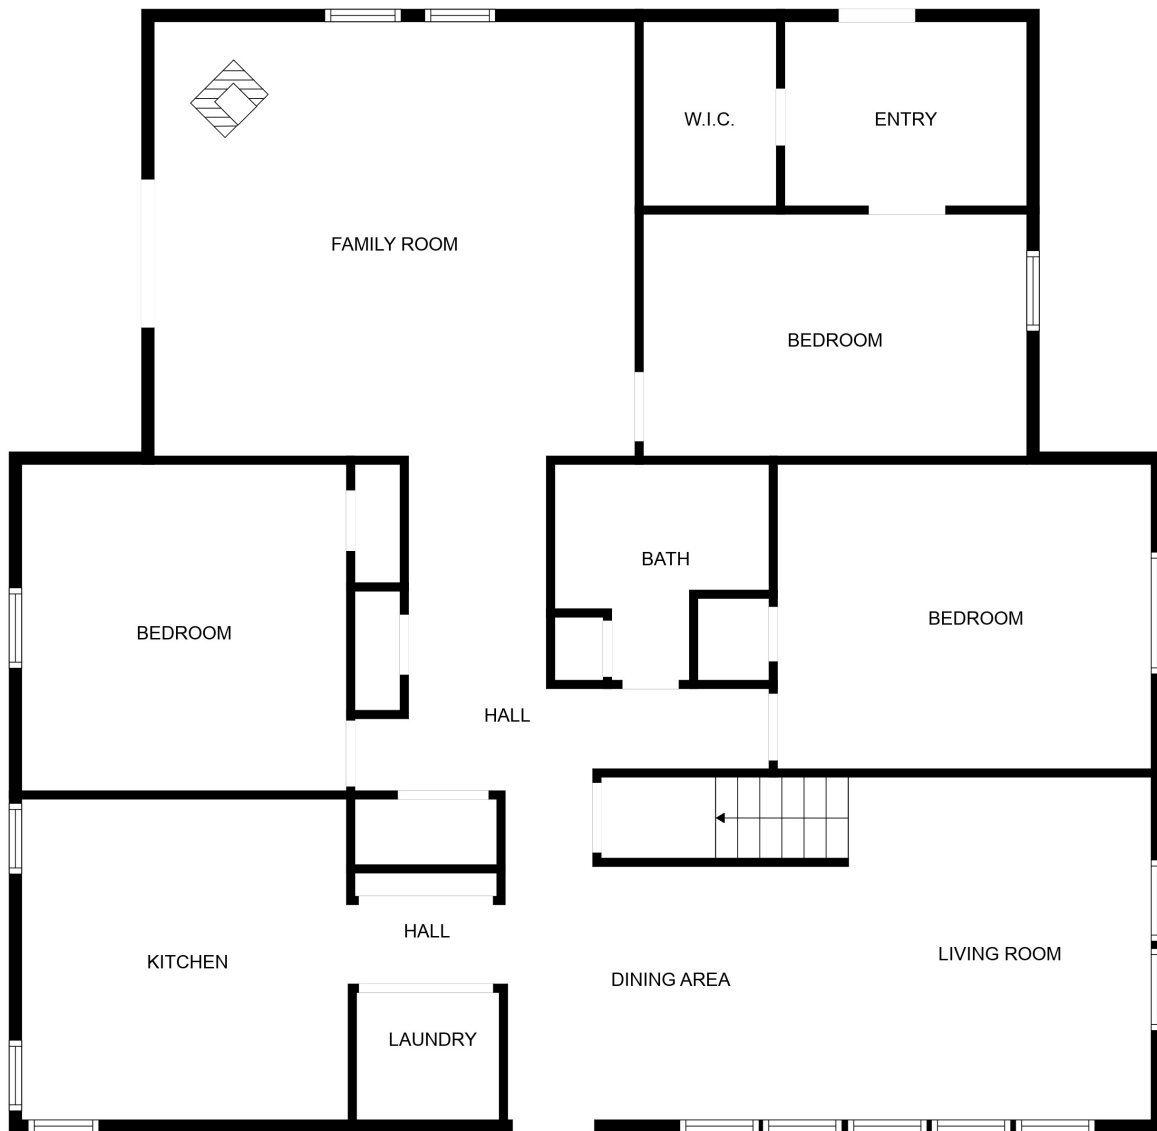 W.I.C.
ENTRY
FAMILY ROOM
BEDROOM
BATH
BEDROOM
BEDROOM
HALL
HALL
KITCHEN
LIVING ROOM
DINING AREA
LAUNDRY